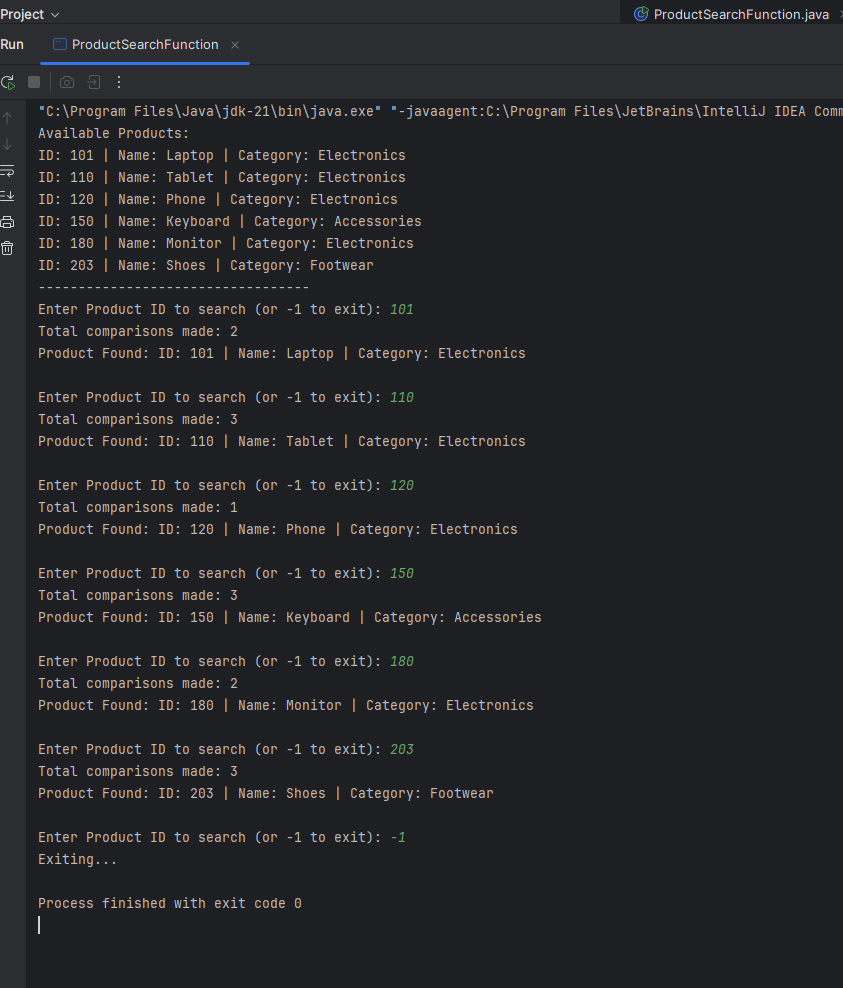 Project
ProductSearchFunction.java
Run
ProductSearchFunction
"C:\Program Files\Java\jdk-21\bin\java.exe" "-javaagent:C:\Program Files\JetBrains\IntelliJ IDEA Comm
Available Products:
ID: 101 | Name: Laptop | Category: Electronics
ID: 110 | Name: Tablet | Category: Electronics
ID: 120 | Name: Phone | Category: Electronics
ID: 150 | Name: Keyboard | Category: Accessories
ID: 180 | Name: Monitor | Category: Electronics
ID: 203 | Name: Shoes | Category: Footwear
----------------------------------
Enter Product ID to search (or -1 to exit): 101
Total comparisons made: 2
Product Found: ID: 101 | Name: Laptop | Category: Electronics
Enter Product ID to search (or -1 to exit): 110
Total comparisons made: 3
Product Found: ID: 110 | Name: Tablet | Category: Electronics
Enter Product ID to search (or -1 to exit): 120
Total comparisons made: 1
Product Found: ID: 120 | Name: Phone | Category: Electronics
Enter Product ID to search (or -1 to exit): 150
Total comparisons made: 3
Product Found: ID: 150 | Name: Keyboard | Category: Accessories
Enter Product ID to search (or -1 to exit): 180
Total comparisons made: 2
Product Found: ID: 180 | Name: Monitor | Category: Electronics
Enter Product ID to search (or -1 to exit): 203
Total comparisons made: 3
Product Found: ID: 203 | Name: Shoes | Category: Footwear
Enter Product ID to search (or -1 to exit): -1
Exiting...
Process finished with exit code 0